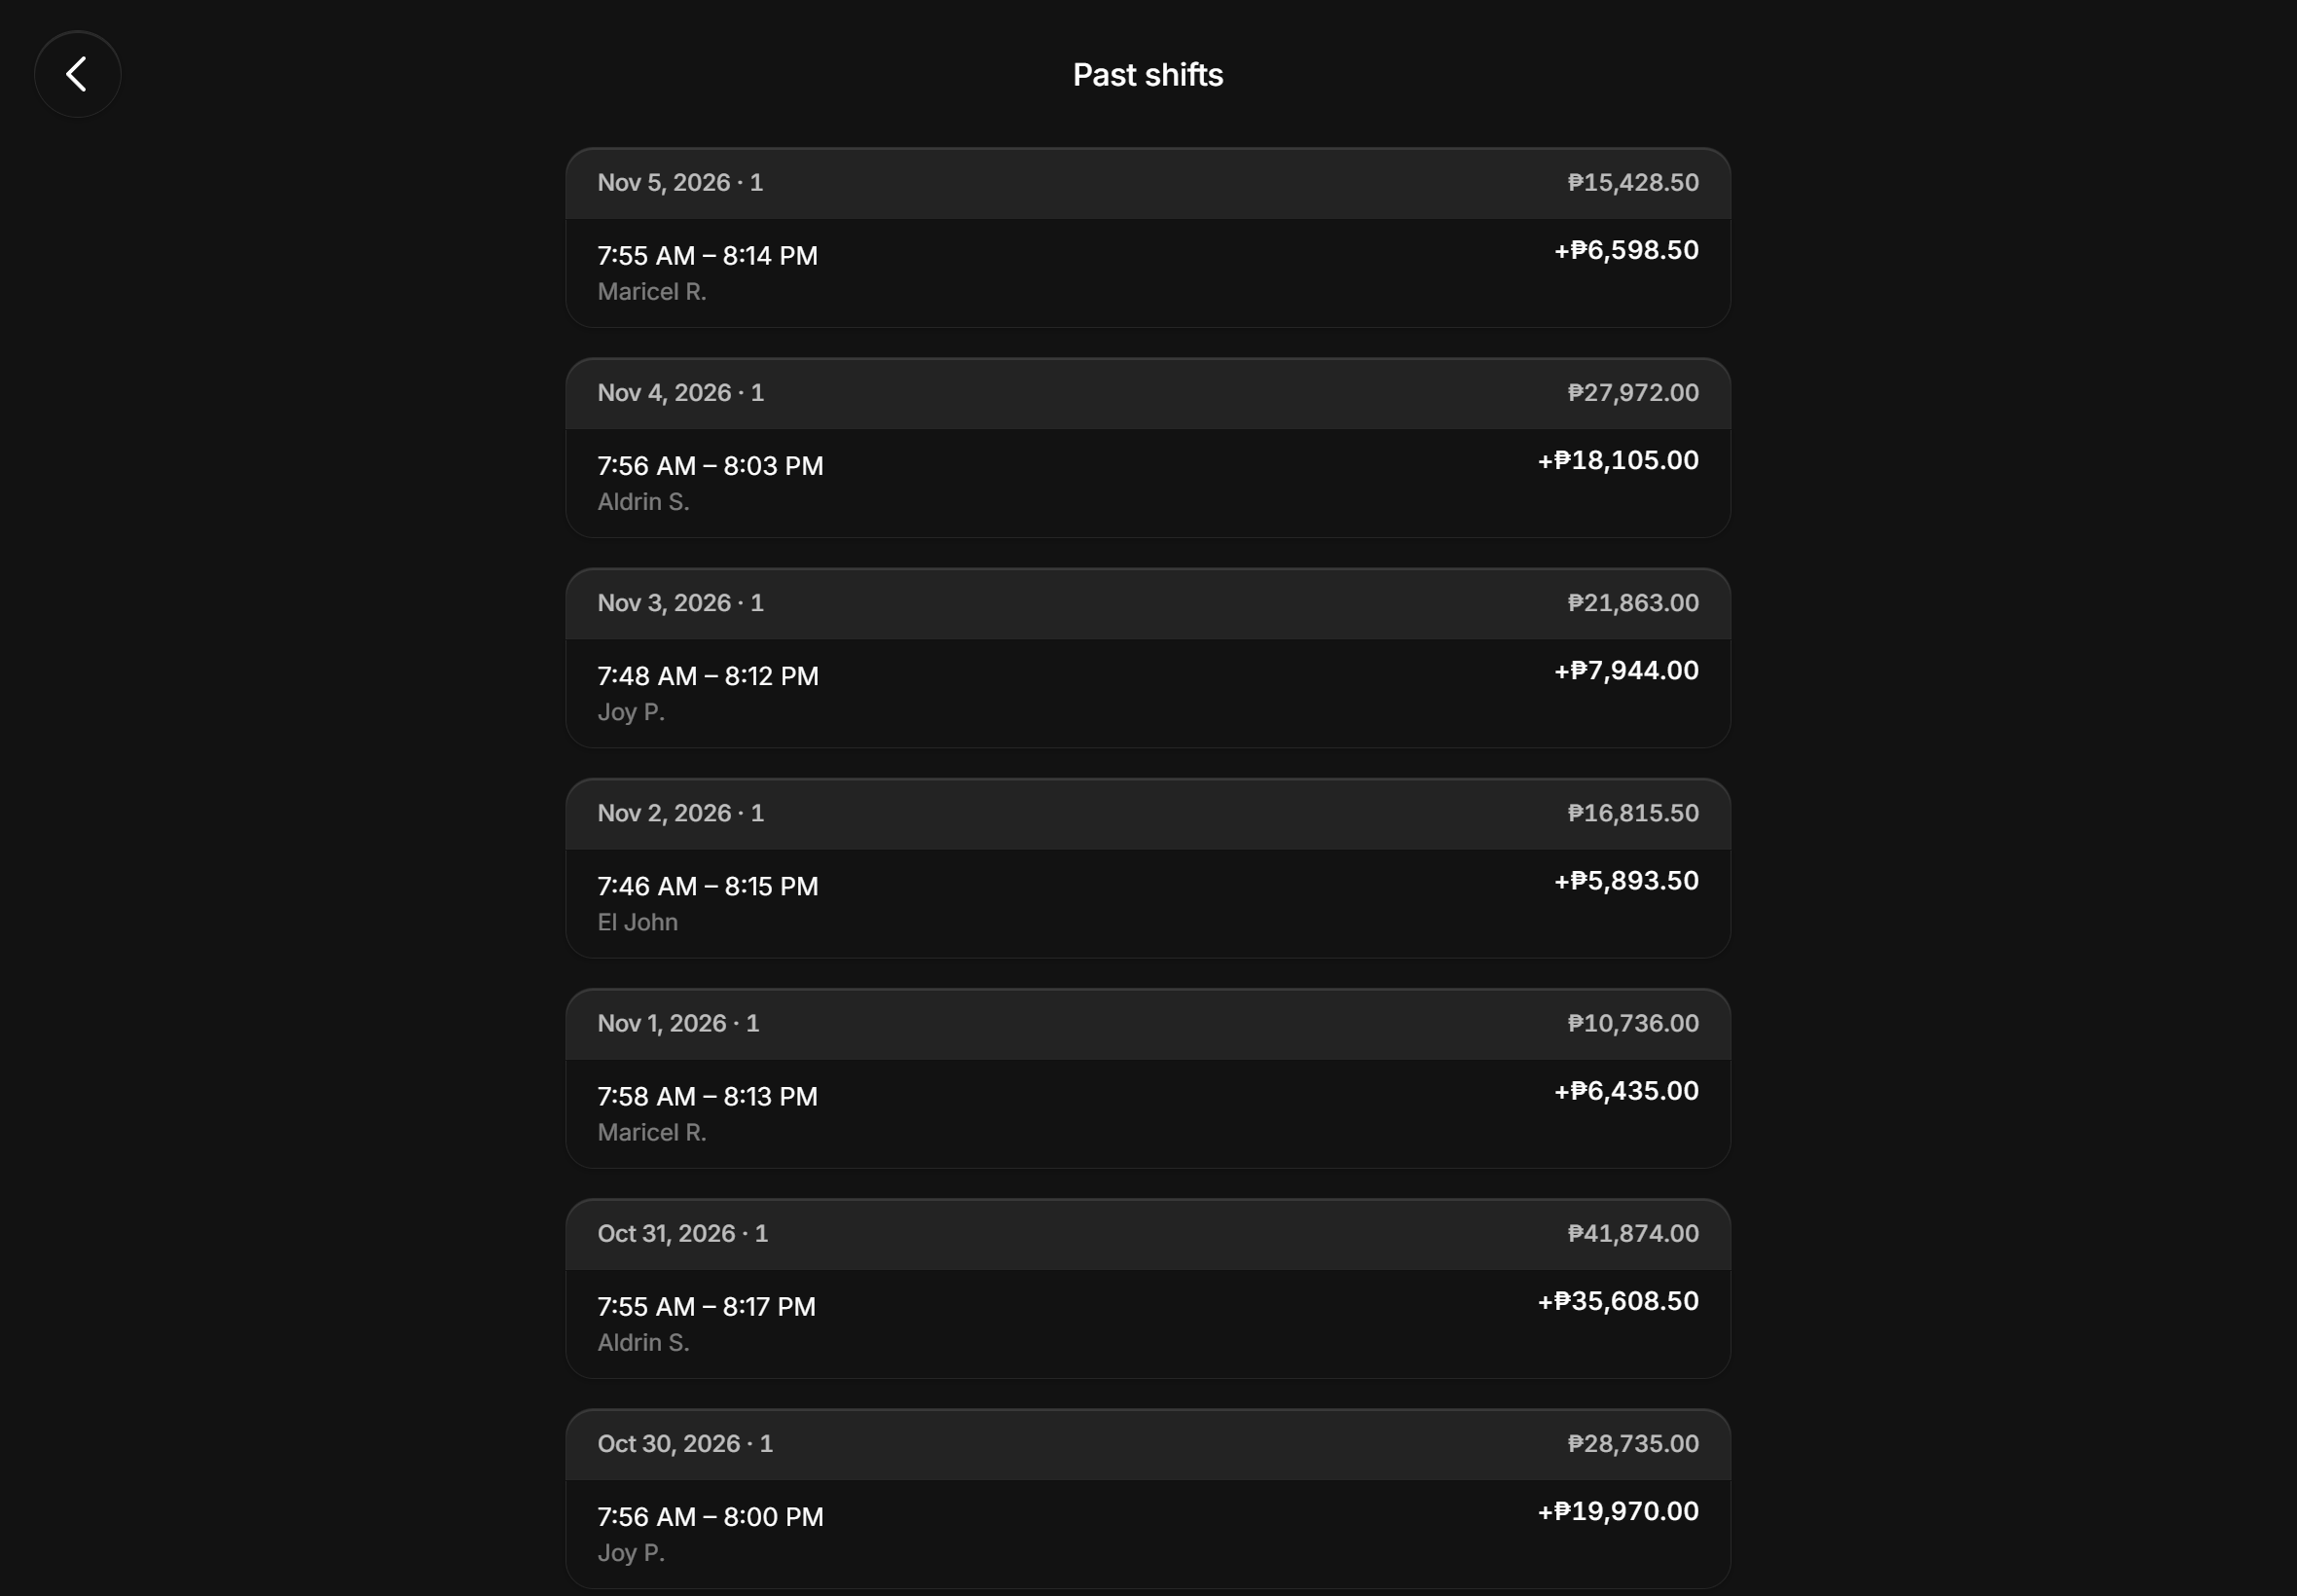 Past shifts
Nov 5, 2026 · 1 ₱15,428.50
7:55 AM – 8:14 PM +₱6,598.50
Maricel R.
Nov 4, 2026 · 1 ₱27,972.00
7:56 AM – 8:03 PM +₱18,105.00
Aldrin S.
Nov 3, 2026 · 1 ₱21,863.00
7:48 AM – 8:12 PM +₱7,944.00
Joy P.
Nov 2, 2026 · 1 ₱16,815.50
7:46 AM – 8:15 PM +₱5,893.50
El John
Nov 1, 2026 · 1 ₱10,736.00
7:58 AM – 8:13 PM +₱6,435.00
Maricel R.
Oct 31, 2026 · 1 ₱41,874.00
7:55 AM – 8:17 PM +₱35,608.50
Aldrin S.
Oct 30, 2026 · 1 ₱28,735.00
7:56 AM – 8:00 PM +₱19,970.00
Joy P.